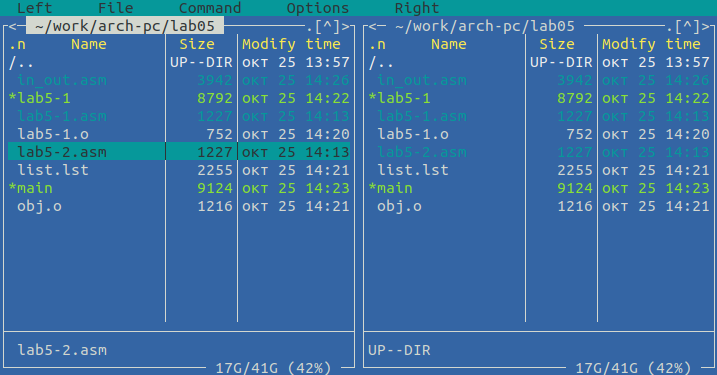 Left File Command Options Right
<─ ~/work/arch-pc/lab05 ─.[^]> <─ ~/work/arch-pc/lab05 ─.[^]>
.n Name Size Modify time .n Name Size Modify time
/.. UP--DIR окт 25 13:57 /.. UP--DIR окт 25 13:57
in_out.asm 3942 окт 25 14:26 in_out.asm 3942 окт 25 14:26
*lab5-1 8792 окт 25 14:22 *lab5-1 8792 окт 25 14:22
lab5-1.asm 1227 окт 25 14:13 lab5-1.asm 1227 окт 25 14:13
lab5-1.o 752 окт 25 14:20 lab5-1.o 752 окт 25 14:20
lab5-2.asm 1227 окт 25 14:13 lab5-2.asm 1227 окт 25 14:13
list.lst 2255 окт 25 14:21 list.lst 2255 окт 25 14:21
*main 9124 окт 25 14:23 *main 9124 окт 25 14:23
obj.o 1216 окт 25 14:21 obj.o 1216 окт 25 14:21
lab5-2.asm UP--DIR
17G/41G (42%) 17G/41G (42%)